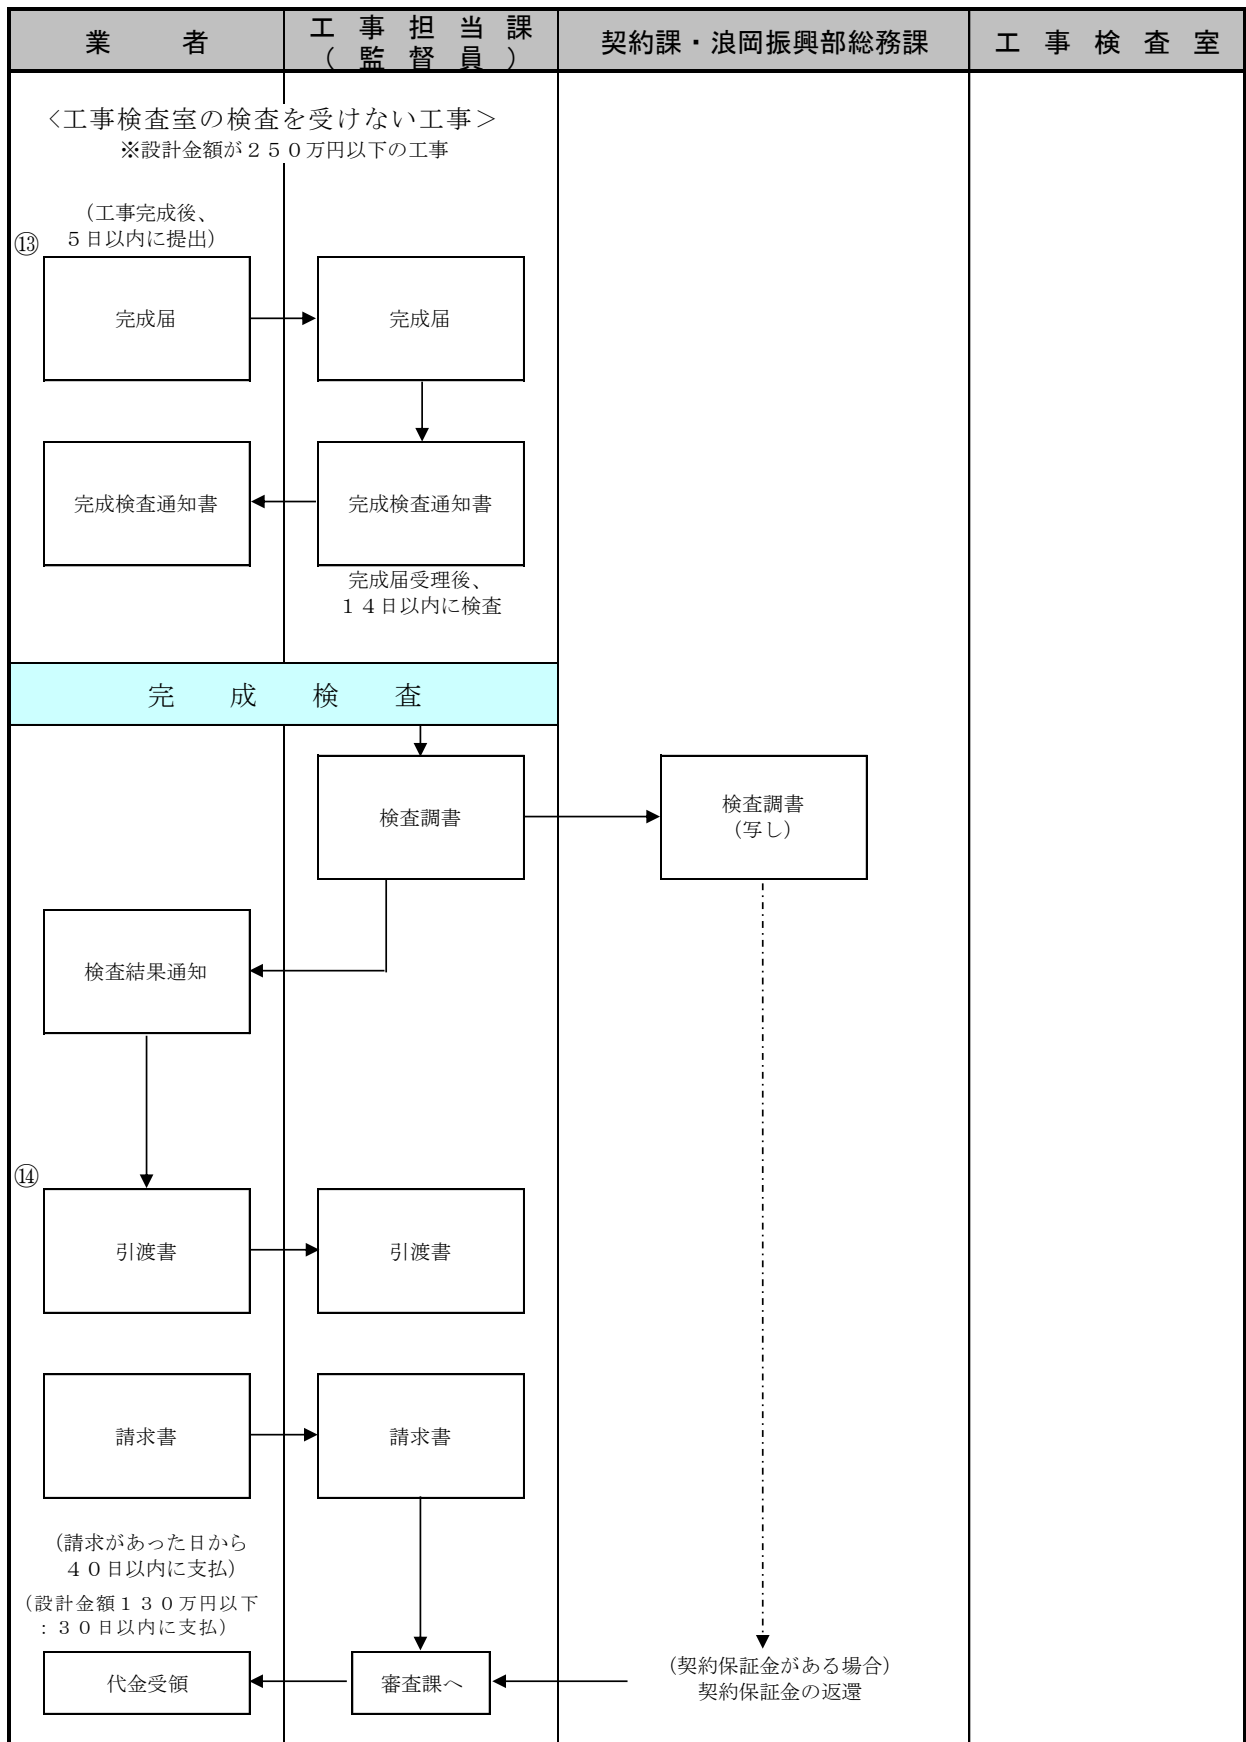 業　者
工事担当課
（監督員）
契約課・浪岡振興部総務課
工事検査室
＜工事検査室の検査を受けない工事＞
※設計金額が２５０万円以下の工事
（工事完成後、
５日以内に提出）
⑬
完成届
完成届
完成検査通知書
完成検査通知書
完成届受理後、
１４日以内に検査
完　成　検　査
検査調書
検査調書
（写し）
検査結果通知
⑭
引渡書
引渡書
請求書
請求書
（請求があった日から
４０日以内に支払）
（設計金額１３０万円以下
：３０日以内に支払）
代金受領
審査課へ
（契約保証金がある場合）
契約保証金の返還